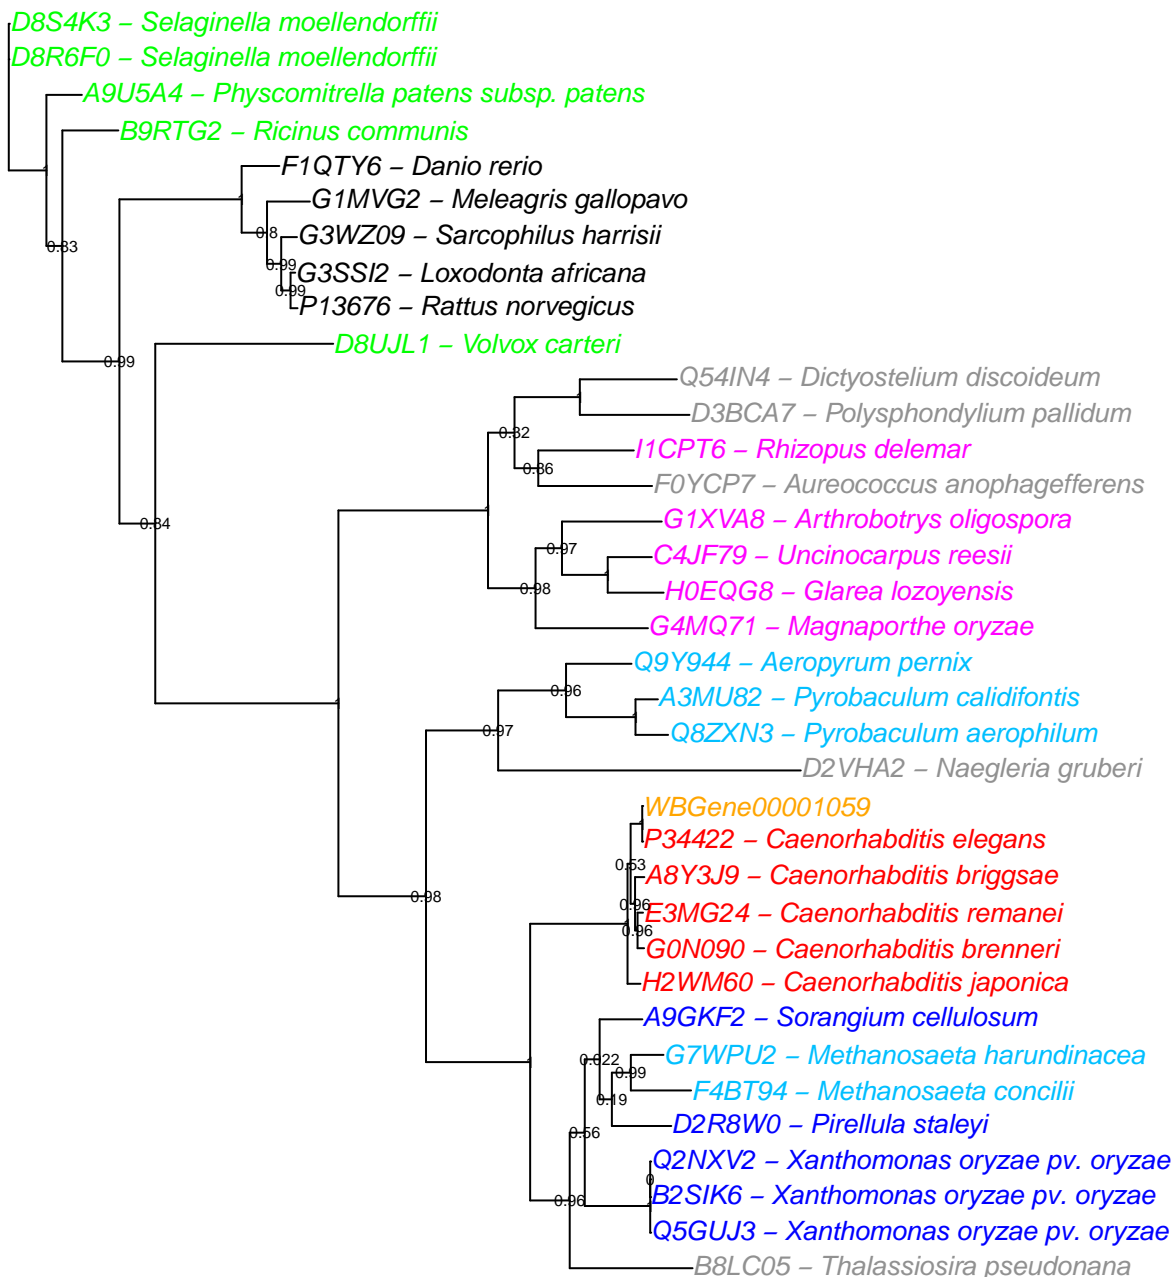 D8S4K3 – Selaginella moellendorffii
D8R6F0 – Selaginella moellendorffii
A9U5A4 – Physcomitrella patens subsp. patens
B9RTG2 – Ricinus communis
F1QTY6 – Danio rerio
G1MVG2 – Meleagris gallopavo
0.8
G3WZ09 – Sarcophilus harrisii
0.83
0.99
G3SSI2 – Loxodonta africana
0.99
P13676 – Rattus norvegicus
D8UJL1 – Volvox carteri
0.99
Q54IN4 – Dictyostelium discoideum
D3BCA7 – Polysphondylium pallidum
0.82
I1CPT6 – Rhizopus delemar
0.86
F0YCP7 – Aureococcus anophagefferens
0.84
G1XVA8 – Arthrobotrys oligospora
0.97
C4JF79 – Uncinocarpus reesii
0.98
H0EQG8 – Glarea lozoyensis
G4MQ71 – Magnaporthe oryzae
Q9Y944 – Aeropyrum pernix
0.96
A3MU82 – Pyrobaculum calidifontis
0.97
Q8ZXN3 – Pyrobaculum aerophilum
D2VHA2 – Naegleria gruberi
WBGene00001059
P34422 – Caenorhabditis elegans
0.53
A8Y3J9 – Caenorhabditis briggsae
0.98
0.96
E3MG24 – Caenorhabditis remanei
0.96
G0N090 – Caenorhabditis brenneri
H2WM60 – Caenorhabditis japonica
A9GKF2 – Sorangium cellulosum
0.022
G7WPU2 – Methanosaeta harundinacea
0.99
F4BT94 – Methanosaeta concilii
0.19
D2R8W0 – Pirellula staleyi
0.56
Q2NXV2 – Xanthomonas oryzae pv. oryzae
0
B2SIK6 – Xanthomonas oryzae pv. oryzae
0.96
Q5GUJ3 – Xanthomonas oryzae pv. oryzae
B8LC05 – Thalassiosira pseudonana